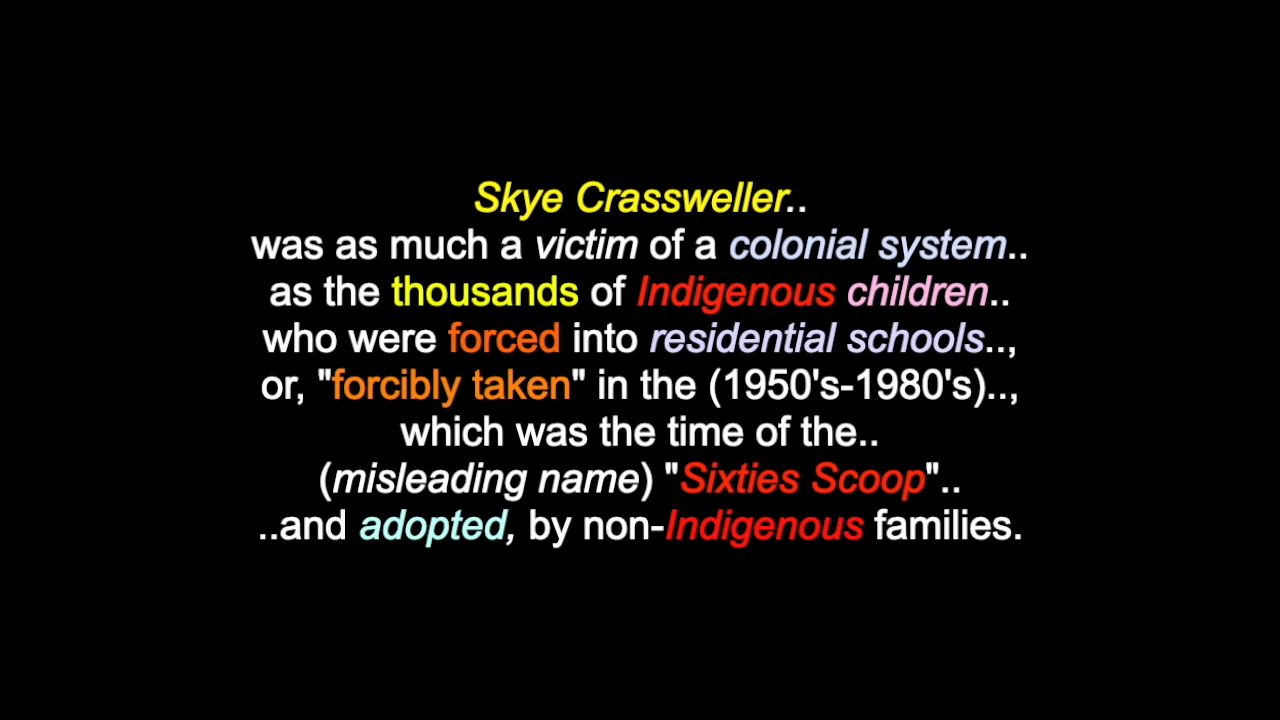 Skye Crassweller..
was as much a victim of a colonial system..
as the thousands of Indigenous children..
who were forced into residential schools..,
or, "forcibly taken" in the (1950's-1980's)..,
which was the time of the..
(misleading name) "Sixties Scoop"..
..and adopted, by non-Indigenous families.